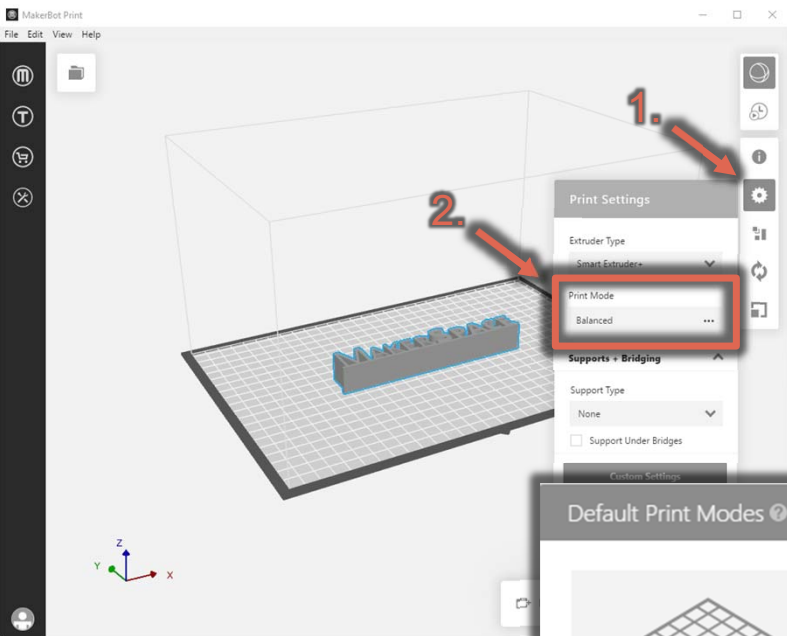 MakerBot Print
File Edit View Help
1.
2.
Print Settings
Extruder Type
Smart Extruder+
Print Mode
Balanced
Supports + Bridging
Support Type
None
Support Under Bridges
Custom Settings
Default Print Modes
Z
Y
X